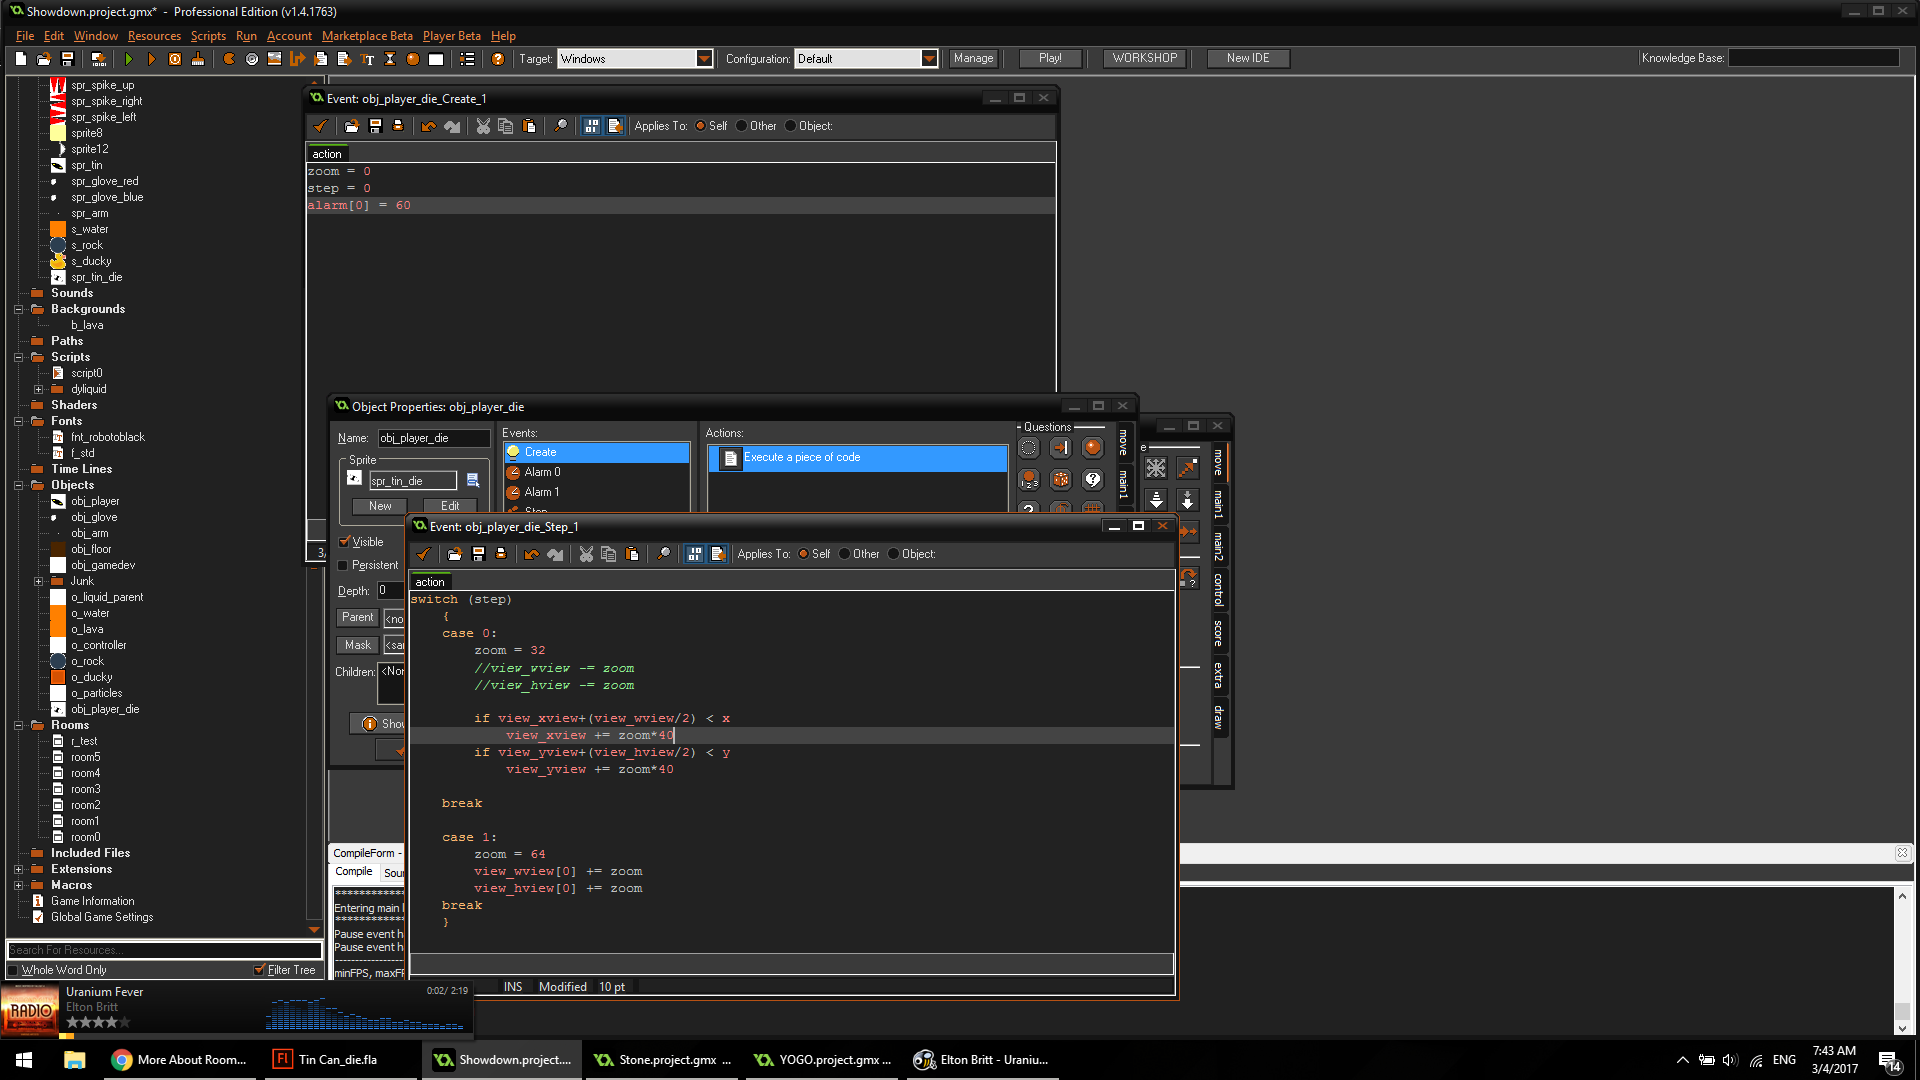 Showdown.project.gmx* - Professional Edition (v1.4.1763)
File Edit Window Resources Scripts Run Account Marketplace Beta Player Beta Help
Target: Windows Configuration: Default Manage Play! WORKSHOP New IDE Knowledge Base:
spr_spike_up
spr_spike_right
spr_spike_left
sprite8
sprite12
spr_tin
spr_glove_red
spr_glove_blue
spr_arm
s_water
s_rock
s_ducky
spr_tin_die
Sounds
Backgrounds
b_lava
Paths
Scripts
script0
dyliquid
Shaders
Fonts
fnt_robotoblack
f_std
Time Lines
Objects
obj_player
obj_glove
obj_arm
obj_floor
obj_gamedev
Junk
o_liquid_parent
o_water
o_lava
o_controller
o_rock
o_ducky
o_particles
obj_player_die
Rooms
r_test
room5
room4
room3
room2
room1
room0
Included Files
Extensions
Macros
Game Information
Global Game Settings
Search For Resources...
Whole Word Only Filter Tree
Event: obj_player_die_Create_1
Applies To: Self Other Object:
action
zoom = 0
step = 0
alarm[0] = 60
3/
Object Properties: obj_player_die
Name: obj_player_die
Sprite
spr_tin_die
New Edit
Visible
Persistent
Depth: 0
Parent <no
Mask <sar
Children: <Non
Show
Events:
Create
Alarm 0
Alarm 1
Step
Actions:
Execute a piece of code
Questions
move
main1
e
move
main1
main2
control
score
extra
draw
Event: obj_player_die_Step_1
Applies To: Self Other Object:
action
switch (step)
{
case 0:
zoom = 32
//view_wview -= zoom
//view_hview -= zoom
if view_xview+(view_wview/2) < x
view_xview += zoom*40
if view_yview+(view_hview/2) < y
view_yview += zoom*40
break
case 1:
zoom = 64
view_wview[0] += zoom
view_hview[0] += zoom
break
}
INS Modified 10 pt
CompileForm -
Compile Sour
******************
Entering main l
******************
Pause event h
Pause event h
minFPS, maxFP
RADIO
Uranium Fever
Elton Britt
0:02/ 2:19
More About Room...
Tin Can_die.fla
Showdown.project....
Stone.project.gmx ...
YOGO.project.gmx ...
Elton Britt - Uraniu...
ENG
7:43 AM
3/4/2017
14